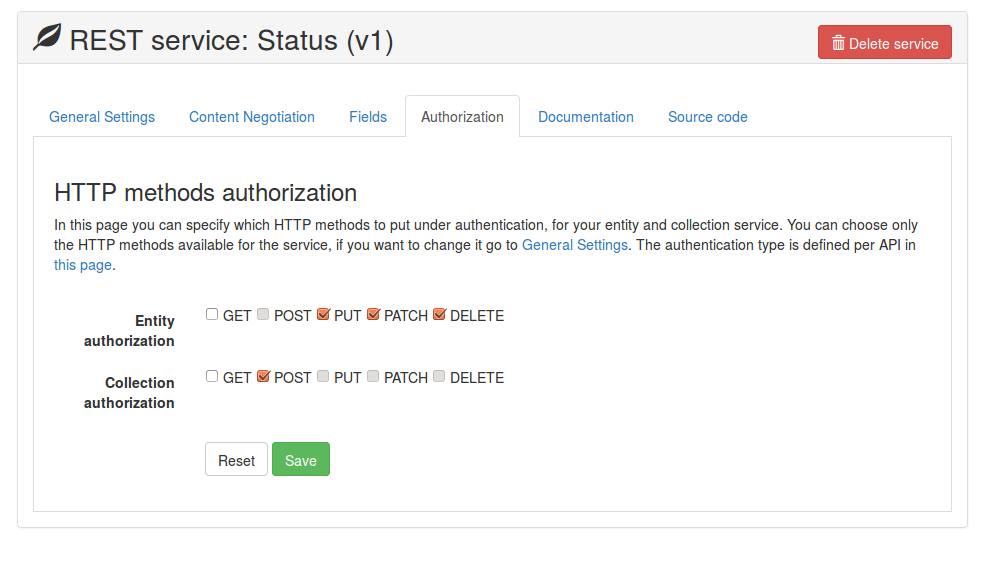 REST service: Status (v1)
Delete service
General Settings Content Negotiation Fields Authorization Documentation Source code
HTTP methods authorization
In this page you can specify which HTTP methods to put under authentication, for your entity and collection service. You can choose only
the HTTP methods available for the service, if you want to change it go to General Settings. The authentication type is defined per API in
this page.
Entity
authorization
GET POST PUT PATCH DELETE
Collection
authorization
GET POST PUT PATCH DELETE
Reset Save